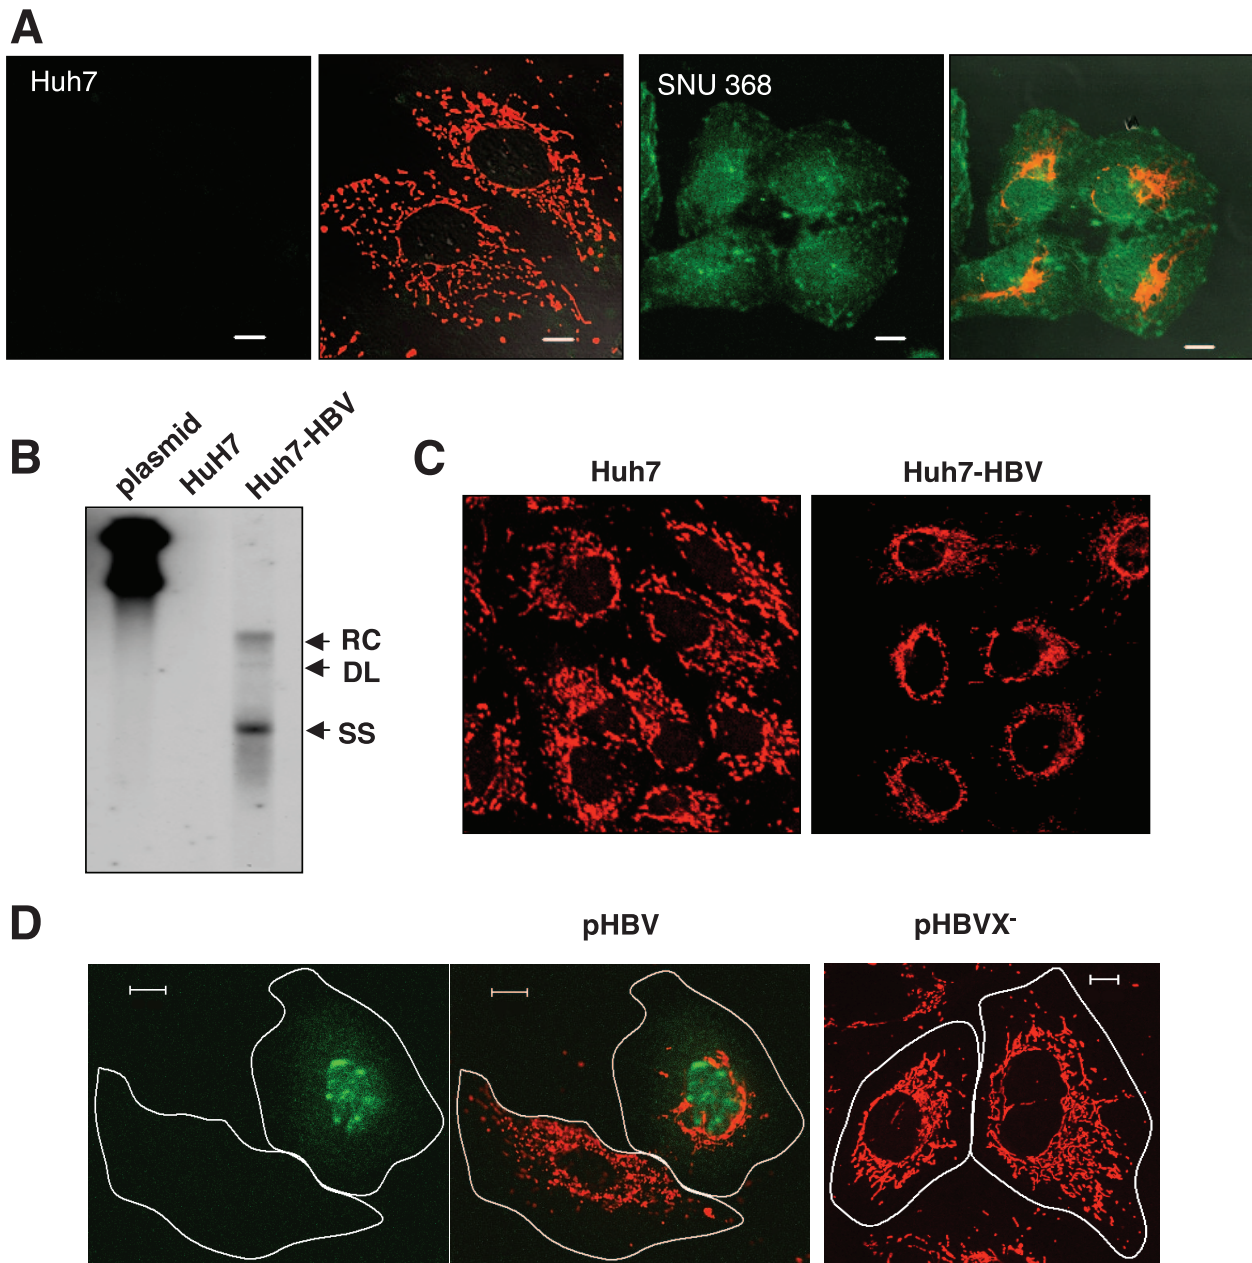 A
Huh7
SNU 368
B
plasmid
HuH7
Huh7-HBV
RC
DL
SS
C
Huh7
Huh7-HBV
D
pHBV
pHBVX-